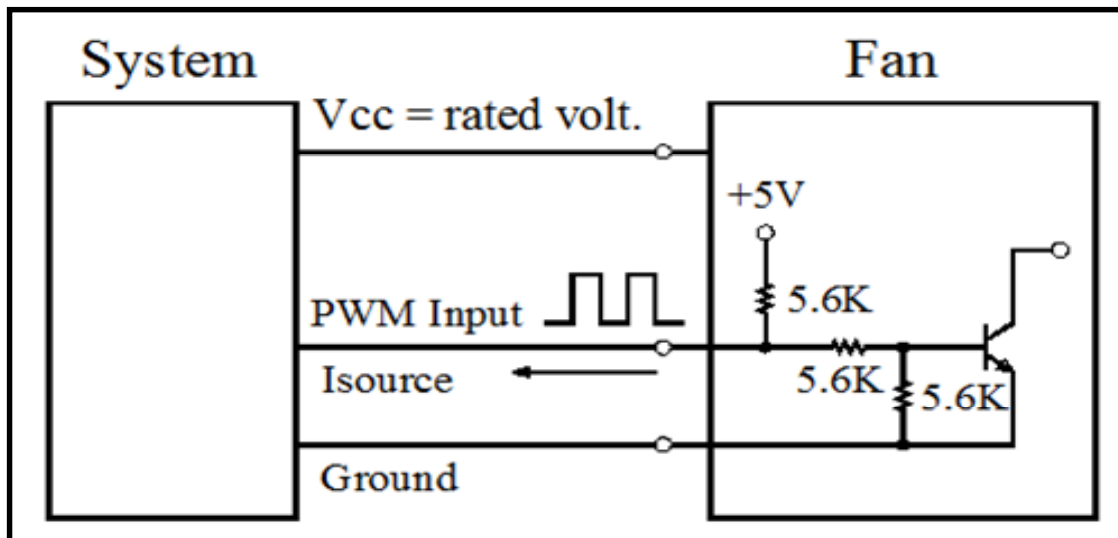 System
Fan
Vcc = rated volt.
+5V
5.6K
PWM Input
5.6K
Isource
5.6K
Ground